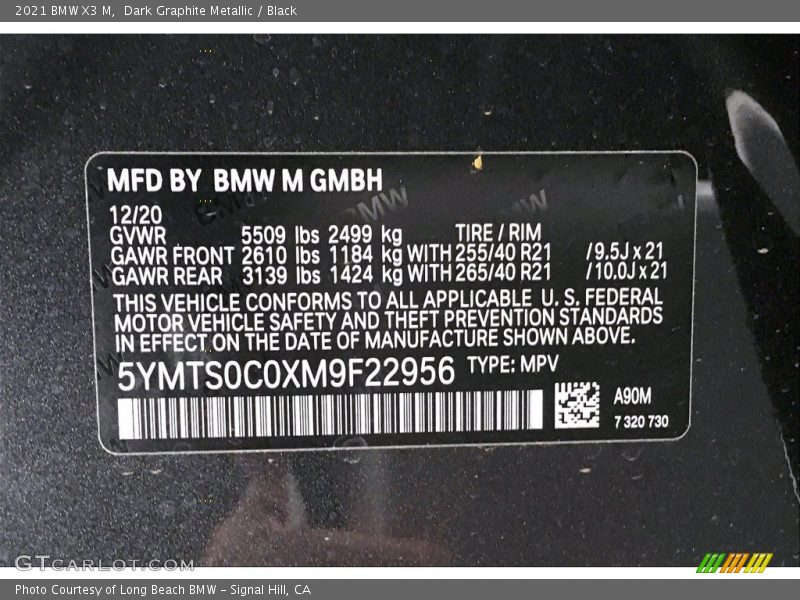 2021 BMW X3 M,  Dark Graphite Metallic / Black
MFD BY BMW M GMBH
12/20
GVWR 5509 lbs 2499 kg TIRE / RIM
GAWR FRONT 2610 lbs 1184 kg WITH 255/40 R21 /9.5J x 21
GAWR REAR 3139 lbs 1424 kg WITH 265/40 R21 /10.0J x 21
THIS VEHICLE CONFORMS TO ALL APPLICABLE U. S. FEDERAL
MOTOR VEHICLE SAFETY AND THEFT PREVENTION STANDARDS
IN EFFECT ON THE DATE OF MANUFACTURE SHOWN ABOVE.
5YMTS0C0XM9F22956 TYPE: MPV
A90M
7 320 730
GTCARLOT.COM
Photo Courtesy of Long Beach BMW - Signal Hill, CA